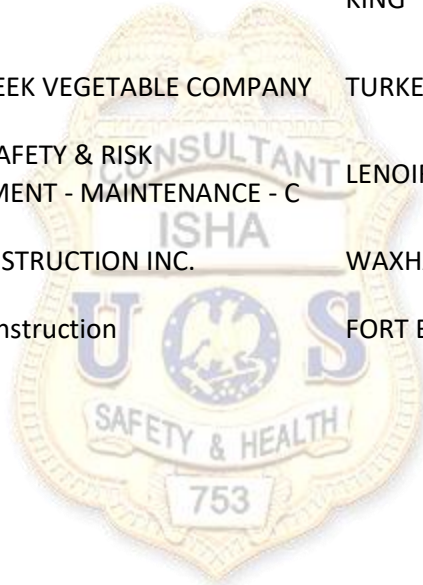 KING
EEK VEGETABLE COMPANY TURKE
AFETY & RISK
MENT - MAINTENANCE - C LENOI
STRUCTION INC. WAXH
nstruction FORT
CONSULTANT
ISHA
U S
SAFETY & HEALTH
753